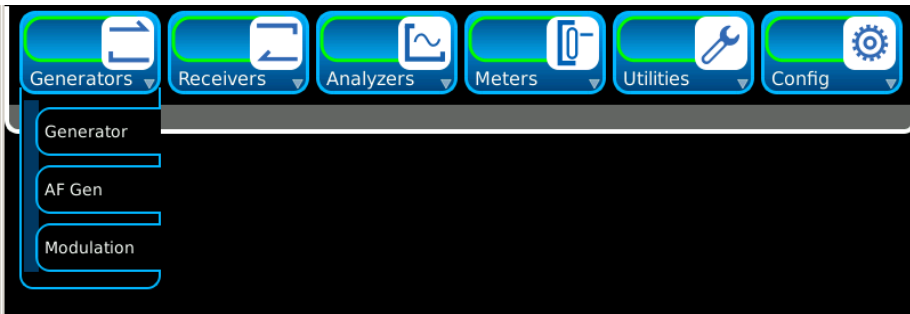 Generators
Receivers
Analyzers
Meters
Utilities
Config
Generator
AF Gen
Modulation